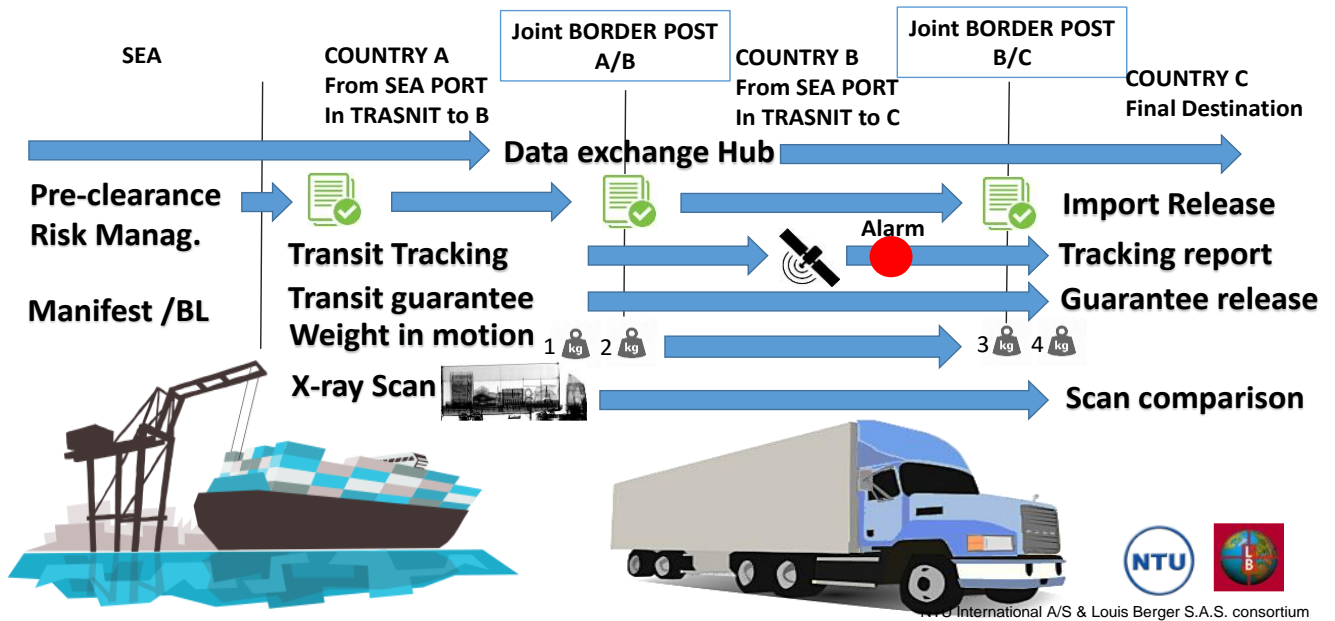 SEA
COUNTRY A
From SEA PORT
In TRASNIT to B
Joint BORDER POST
A/B
COUNTRY B
From SEA PORT
In TRASNIT to C
Joint BORDER POST
B/C
COUNTRY C
Final Destination
Data exchange Hub
Pre-clearance
Risk Manag.
Import Release
Alarm
Transit Tracking
Tracking report
Manifest /BL
Transit guarantee
Guarantee release
Weight in motion
1 kg 2 kg
3 kg 4 kg
X-ray Scan
Scan comparison
NTU
L
B
NTU International A/S & Louis Berger S.A.S. consortium